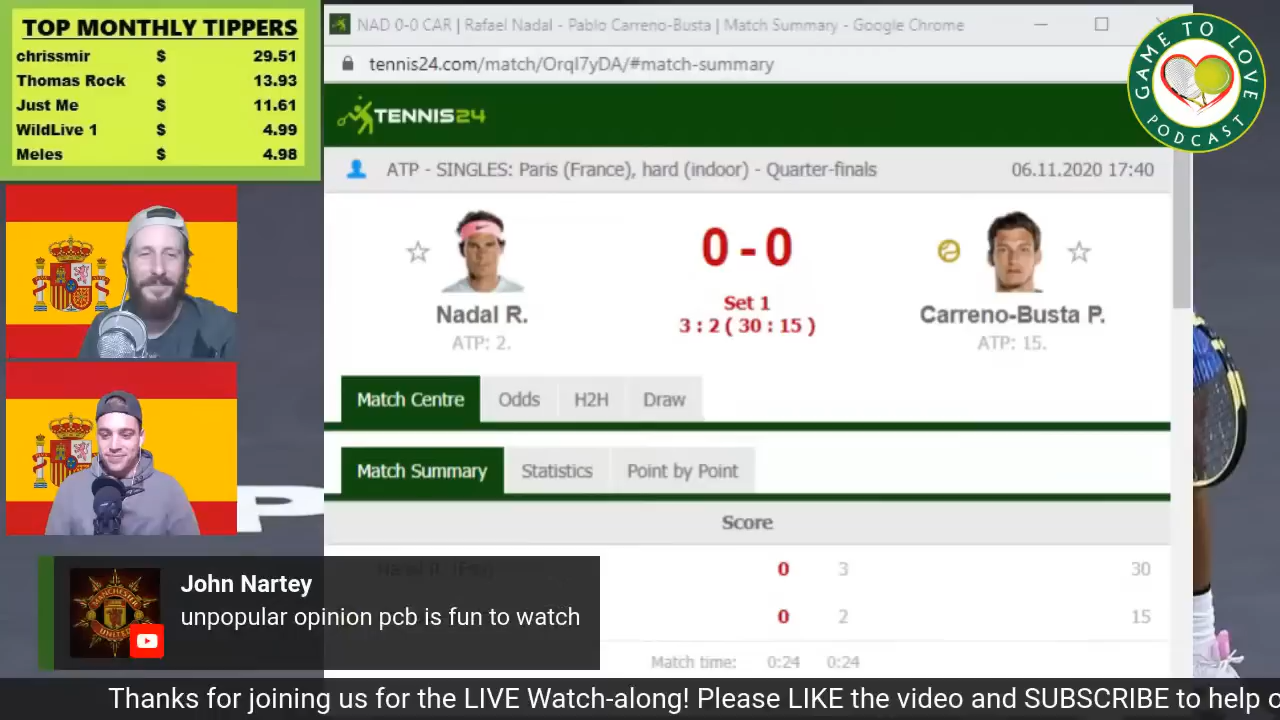 TOP MONTHLY TIPPERS
chrissmir $ 29.51
Thomas Rock $ 13.93
Just Me $ 11.61
WildLive 1 $ 4.99
Meles $ 4.98
NAD 0-0 CAR | Rafael Nadal - Pablo Carreno-Busta | Match Summary - Google Chrome
tennis24.com/match/OrqI7yDA/#match-summary
GAME TO LOVE
PODCAST
TENNIS24
ATP - SINGLES: Paris (France), hard (indoor) - Quarter-finals 06.11.2020 17:40
0 - 0
Set 1
3 : 2 ( 30 : 15 )
Nadal R.
ATP: 2.
Carreno-Busta P.
ATP: 15.
Match Centre Odds H2H Draw
Match Summary Statistics Point by Point
Score
0 3 30
0 2 15
Match time: 0:24 0:24
P
John Nartey
unpopular opinion pcb is fun to watch
MANCHESTER
UNITED
Thanks for joining us for the LIVE Watch-along! Please LIKE the video and SUBSCRIBE to help